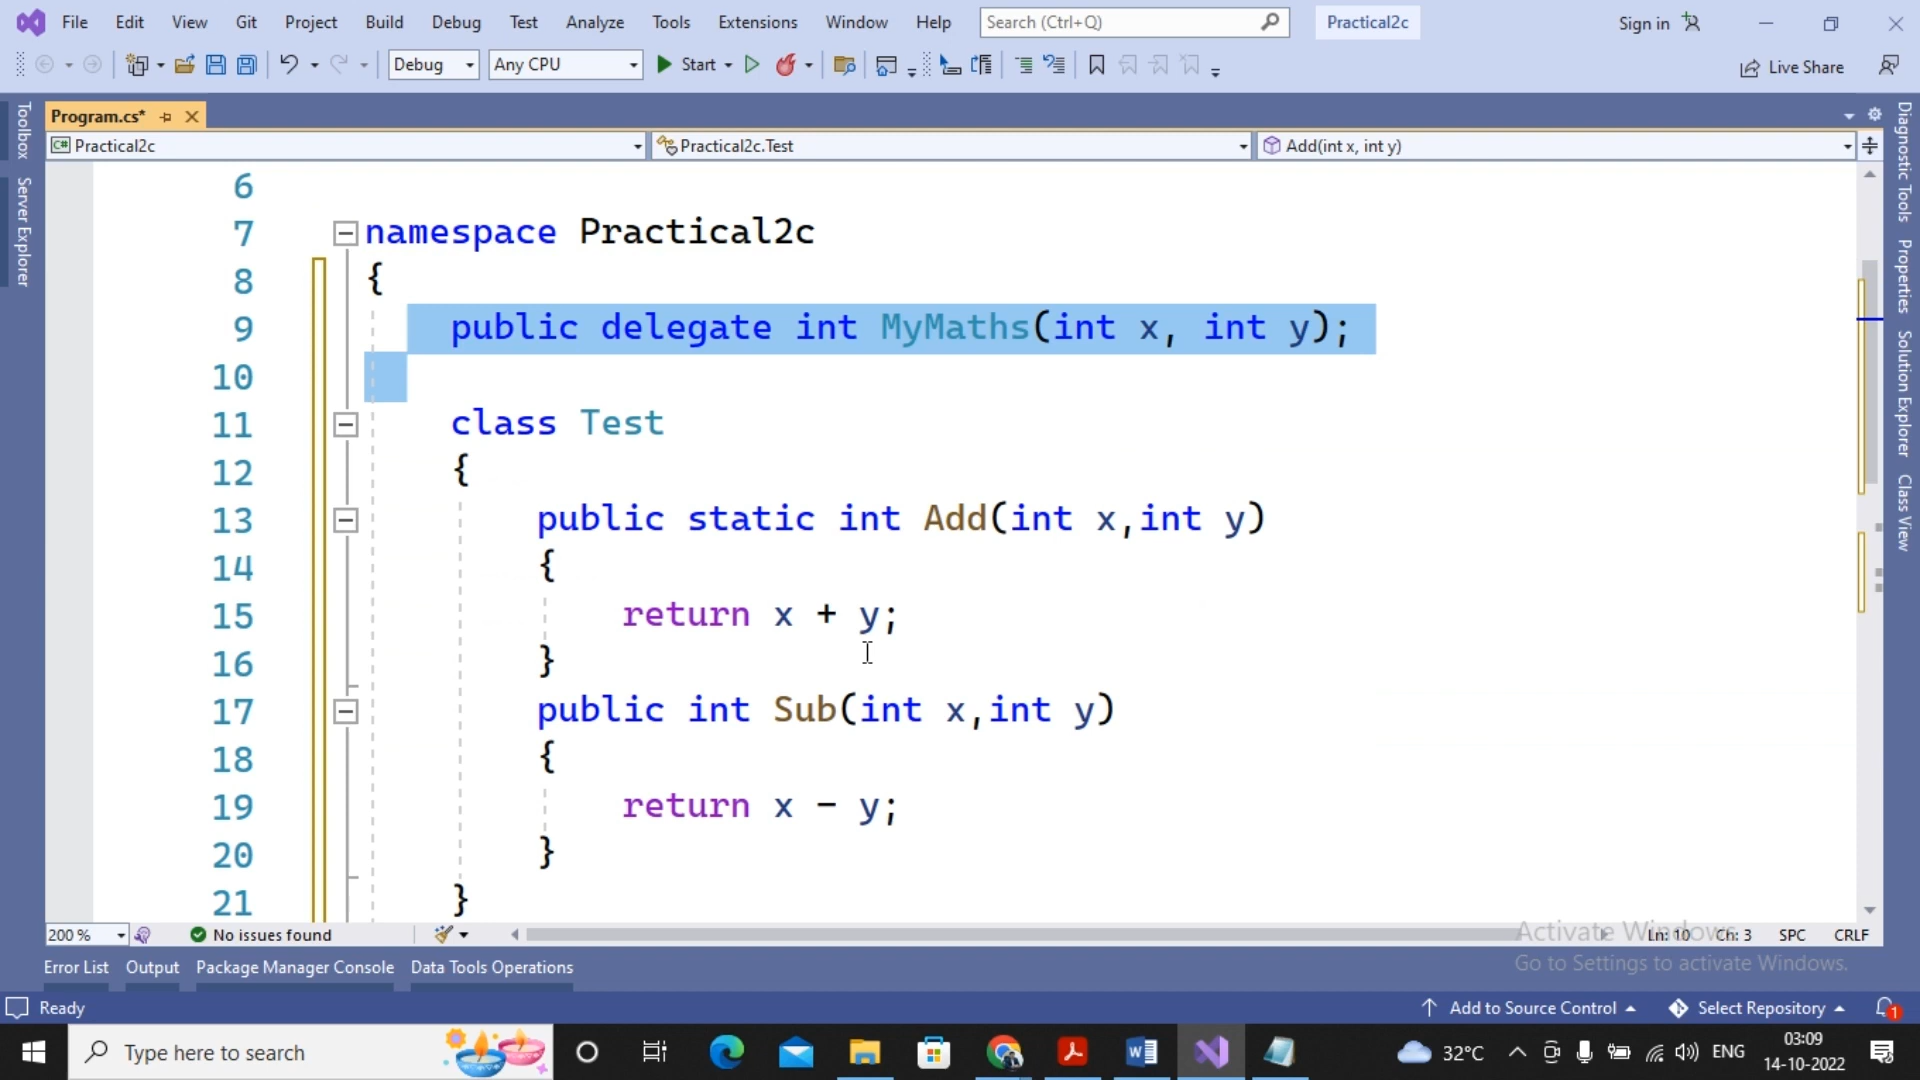 File Edit View Git Project Build Debug Test Analyze Tools Extensions Window Help Search (Ctrl+Q) Practical2c Sign in
Debug Any CPU Start Live Share
Program.cs*
Practical2c Practical2c.Test Add(int x, int y)
Toolbox
Server Explorer
6
7 namespace Practical2c
8 {
9 public delegate int MyMaths(int x, int y);
10
11 class Test
12 {
13 public static int Add(int x,int y)
14 {
15 return x + y;
16 }
17 public int Sub(int x,int y)
18 {
19 return x - y;
20 }
21 }
Diagnostic Tools
Properties
Solution Explorer
Class View
200 % No issues found Ln: 10 Ch: 3 SPC CRLF
Activate Windows
Go to Settings to activate Windows.
Error List Output Package Manager Console Data Tools Operations
Ready Add to Source Control Select Repository 1
Type here to search 32°C ENG 03:09
14-10-2022